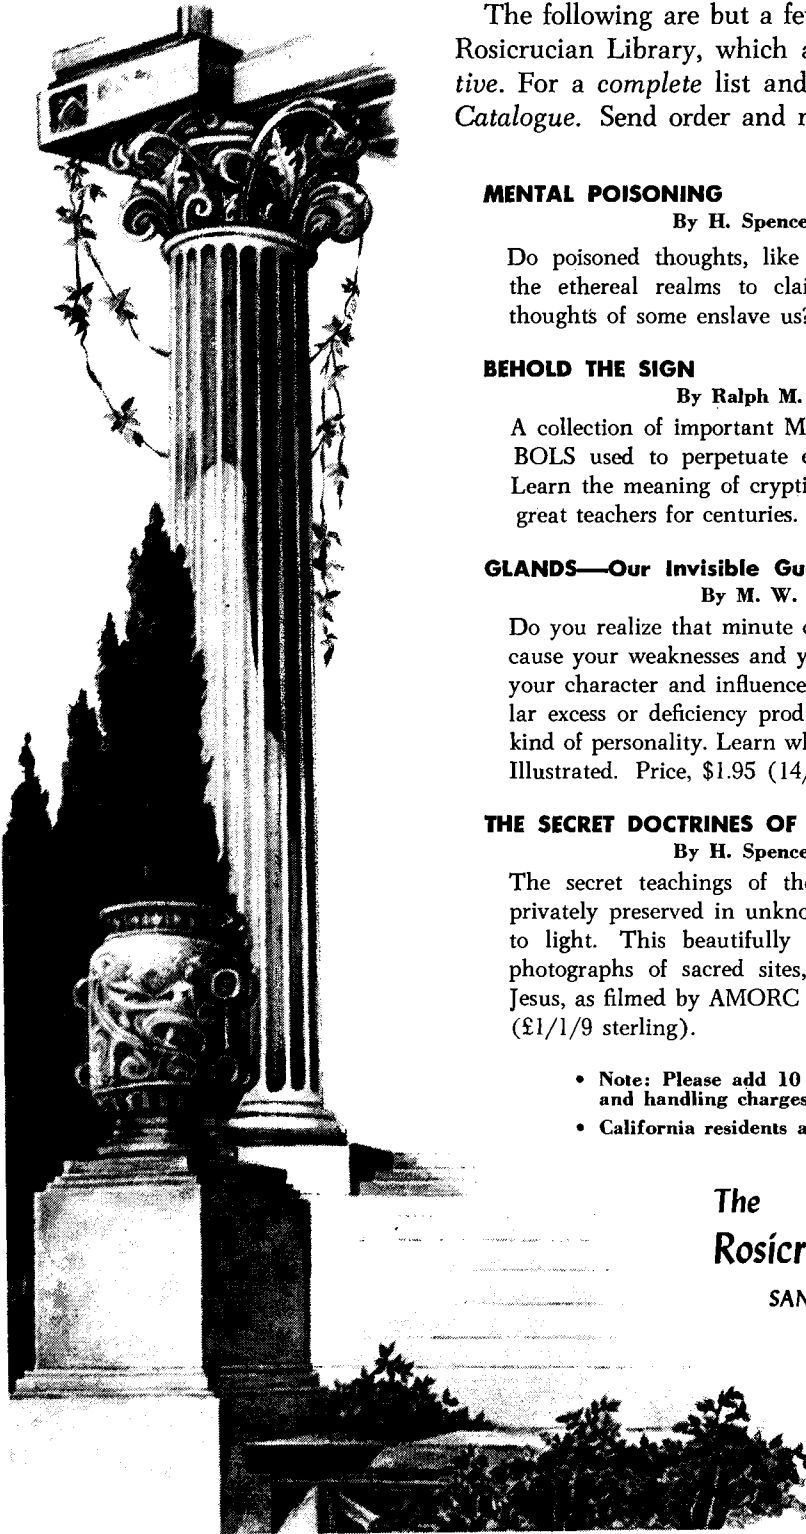 The following are but a fe
Rosicrucian Library, which a
tive. For a complete list and
Catalogue. Send order and r
MENTAL POISONING
By H. Spence
Do poisoned thoughts, like
the ethereal realms to clai
thoughts of some enslave us?
BEHOLD THE SIGN
By Ralph M.
A collection of important M
BOLS used to perpetuate e
Learn the meaning of crypti
great teachers for centuries.
GLANDS—Our Invisible Gu
By M. W.
Do you realize that minute
cause your weaknesses and y
your character and influence
lar excess or deficiency prod
kind of personality. Learn wh
Illustrated. Price, $1.95 (14/
THE SECRET DOCTRINES OF
By H. Spence
The secret teachings of the
privately preserved in unkno
to light. This beautifully
photographs of sacred sites,
Jesus, as filmed by AMORC
(£1/1/9 sterling).
• Note: Please add 10
and handling charges
• California residents a
The
Rosicr
SAN